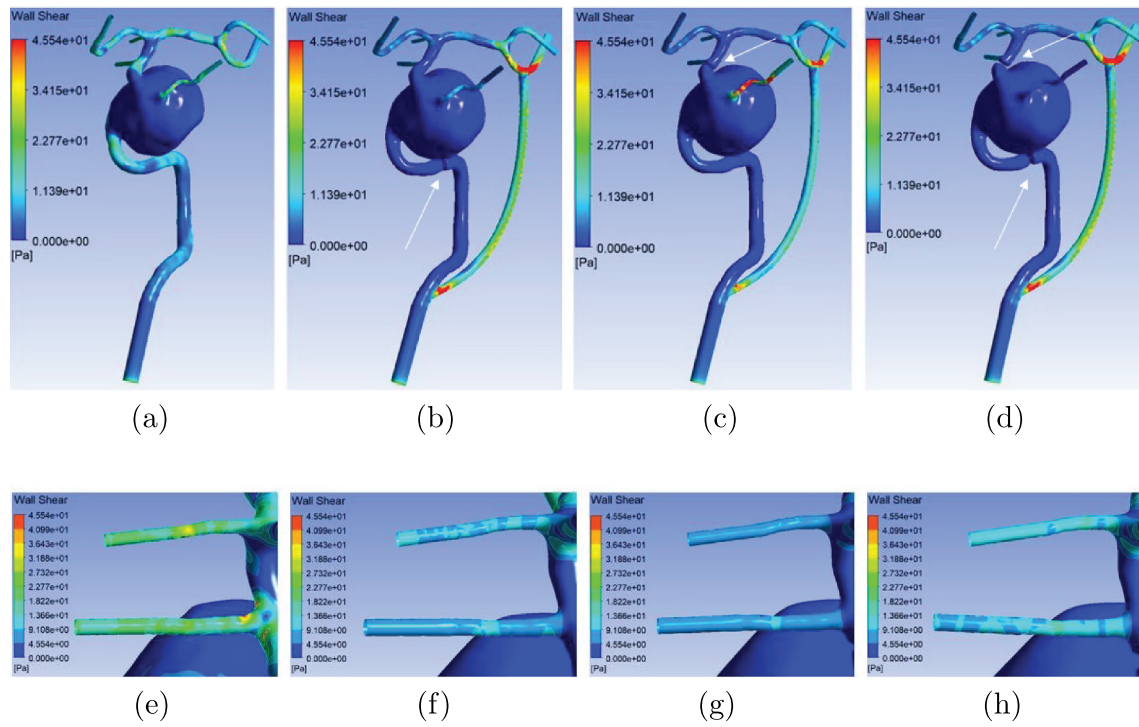 Wall Shear
4.554e+01
3.415e+01
2.277e+01
1.139e+01
0.000e+00
[Pa]
(a)
Wall Shear
4.554e+01
3.415e+01
2.277e+01
1.139e+01
0.000e+00
[Pa]
(b)
Wall Shear
4.554e+01
3.415e+01
2.277e+01
1.139e+01
0.000e+00
[Pa]
(c)
Wall Shear
4.554e+01
3.415e+01
2.277e+01
1.139e+01
0.000e+00
[Pa]
(d)
Wall Shear
4.554e+01
4.099e+01
3.643e+01
3.188e+01
2.732e+01
2.277e+01
1.822e+01
1.366e+01
9.108e+00
4.554e+00
0.000e+00
[Pa]
(e)
Wall Shear
4.554e+01
4.099e+01
3.643e+01
3.188e+01
2.732e+01
2.277e+01
1.822e+01
1.366e+01
9.108e+00
4.554e+00
0.000e+00
[Pa]
(f)
Wall Shear
4.554e+01
4.099e+01
3.643e+01
3.188e+01
2.732e+01
2.277e+01
1.822e+01
1.366e+01
9.108e+00
4.554e+00
0.000e+00
[Pa]
(g)
Wall Shear
4.554e+01
4.099e+01
3.643e+01
3.188e+01
2.732e+01
2.277e+01
1.822e+01
1.366e+01
9.108e+00
4.554e+00
0.000e+00
[Pa]
(h)